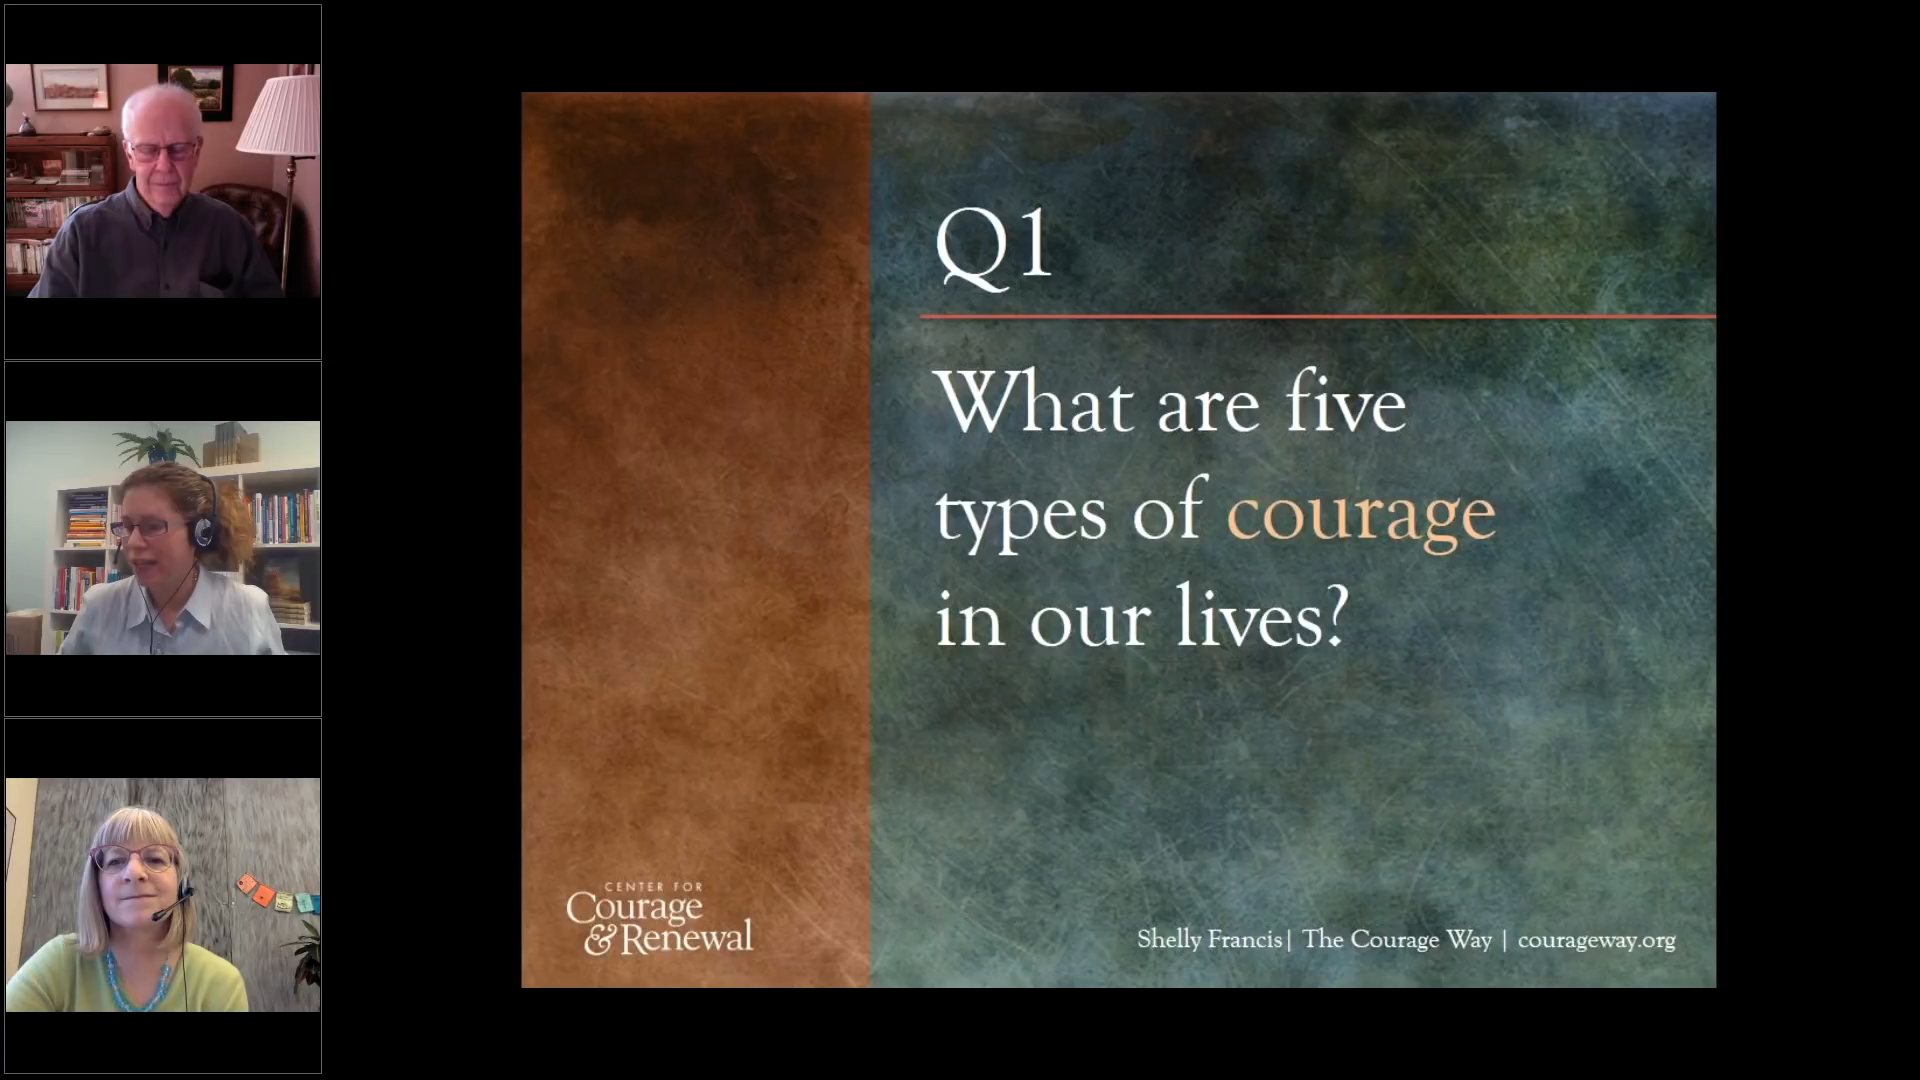 Q1
What are five
types of courage
in our lives?
CENTER FOR
Courage
& Renewal
Shelly Francis| The Courage Way | courageway.org